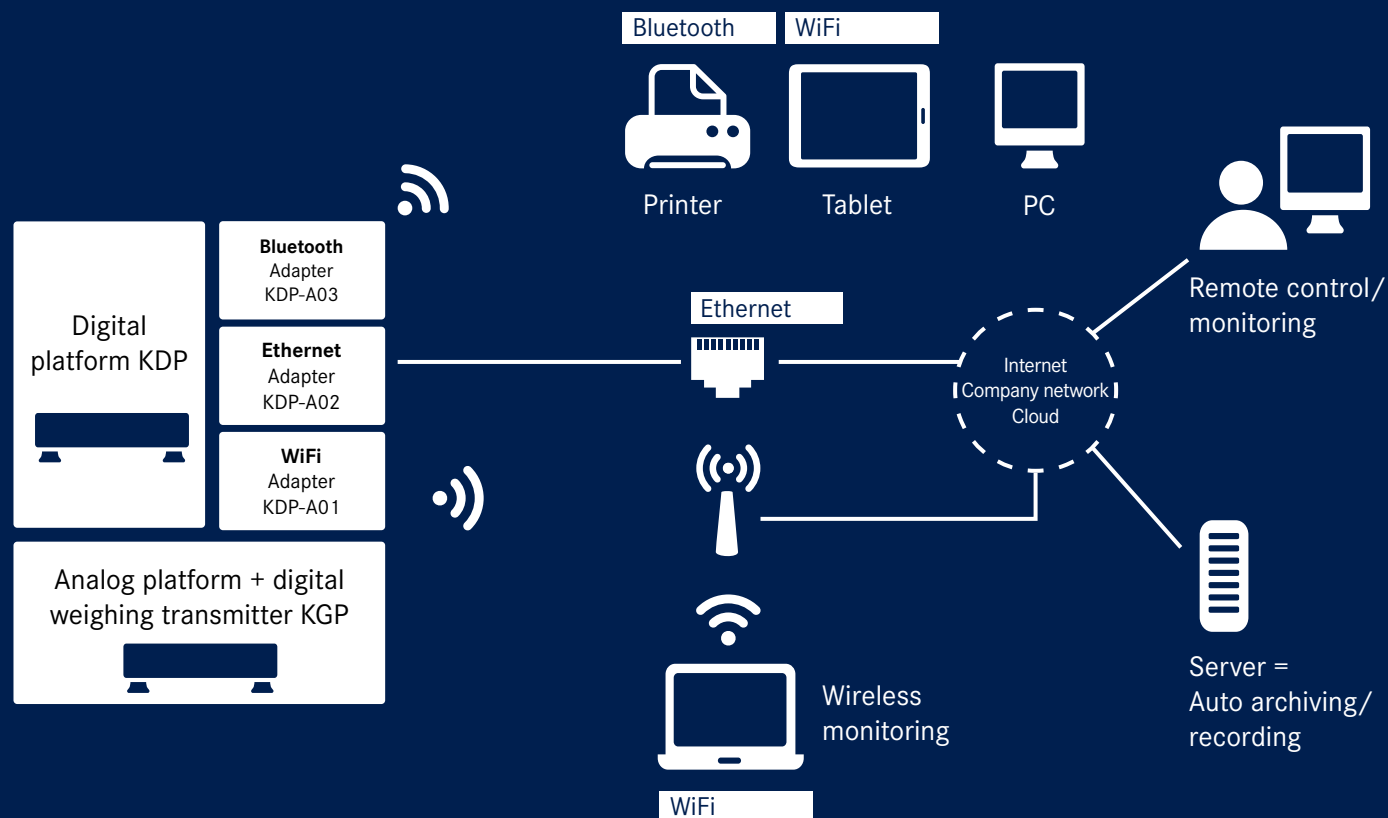 Bluetooth
WiFi
Printer
Tablet
PC
Digital
platform KDP
Bluetooth
Adapter
KDP-A03
Ethernet
Adapter
KDP-A02
WiFi
Adapter
KDP-A01
Analog platform + digital
weighing transmitter KGP
Ethernet
Internet
Company network
Cloud
Remote control/
monitoring
Wireless
monitoring
WiFi
Server =
Auto archiving/
recording